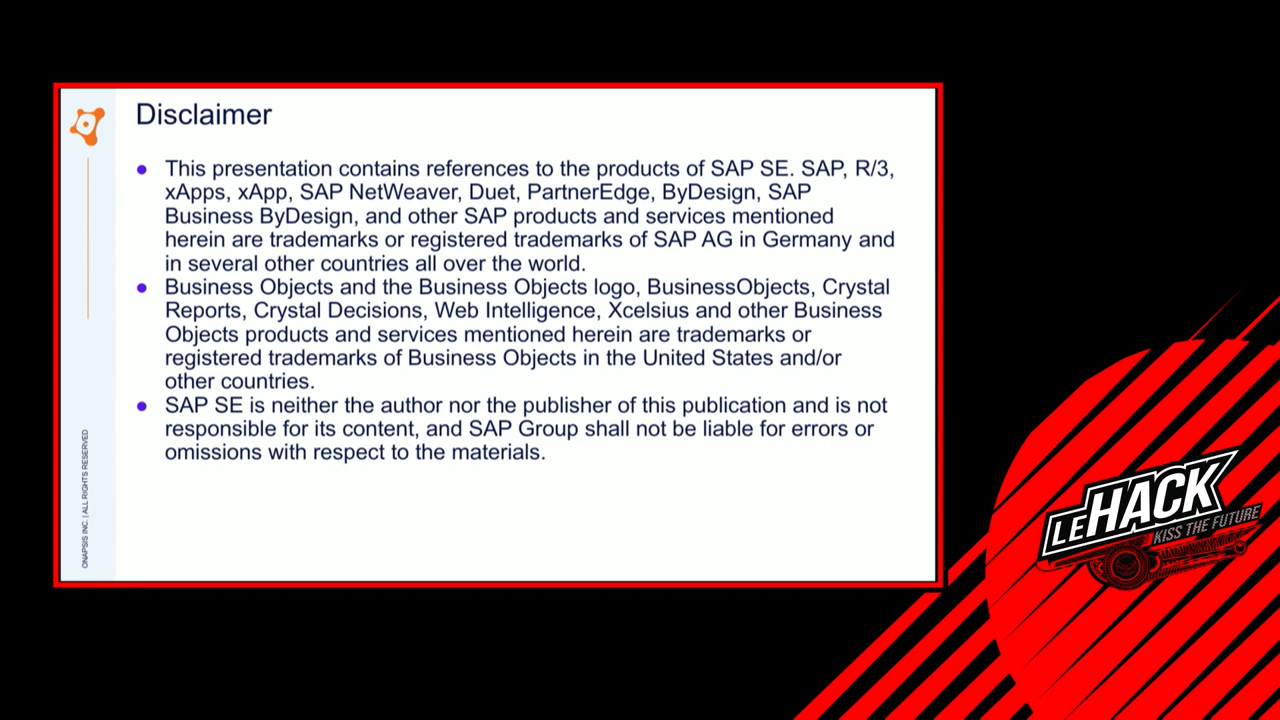 Disclaimer
This presentation contains references to the products of SAP SE. SAP, R/3,
xApps, xApp, SAP NetWeaver, Duet, PartnerEdge, ByDesign, SAP
Business ByDesign, and other SAP products and services mentioned
herein are trademarks or registered trademarks of SAP AG in Germany and
in several other countries all over the world.
Business Objects and the Business Objects logo, BusinessObjects, Crystal
Reports, Crystal Decisions, Web Intelligence, Xcelsius and other Business
Objects products and services mentioned herein are trademarks or
registered trademarks of Business Objects in the United States and/or
other countries.
SAP SE is neither the author nor the publisher of this publication and is not
responsible for its content, and SAP Group shall not be liable for errors or
omissions with respect to the materials.
ONAPSIS INC. | ALL RIGHTS RESERVED
LEHACK
KISS THE FUTURE